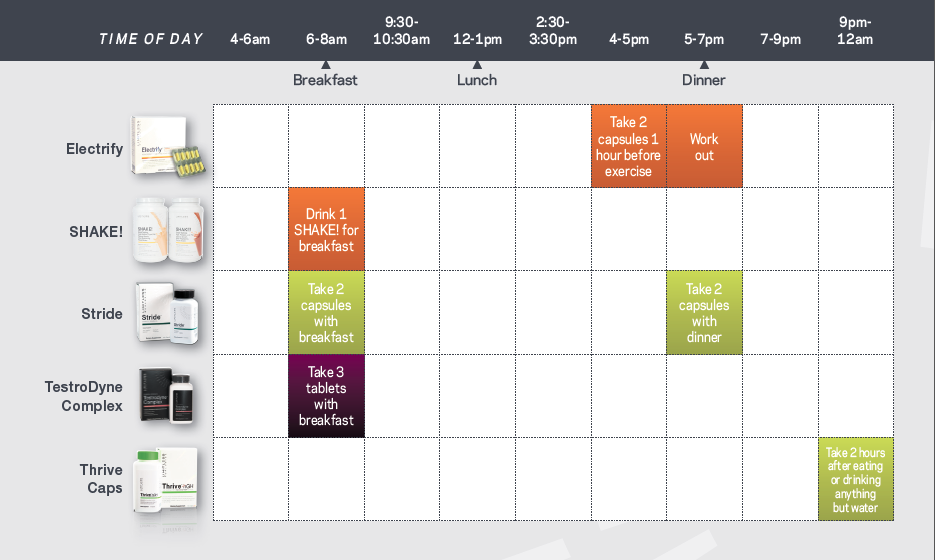 TIME OF DAY
4-6am
6-8am
9:30-
10:30am
12-1pm
2:30-
3:30pm
4-5pm
5-7pm
7-9pm
9pm-
12am
Breakfast
Lunch
Dinner
Electrify
Electrify
Take 2
capsules 1
hour before
exercise
Work
out
SHAKE!
SHAKE!
SHAKE!
Drink 1
SHAKE! for
breakfast
Stride
Stride
Stride
Take 2
capsules
with
breakfast
Take 2
capsules
with
dinner
TestroDyne
Complex
Take 3
tablets
with
breakfast
Thrive
Caps
Thrive
Take 2 hours
after eating
or drinking
anything
but water